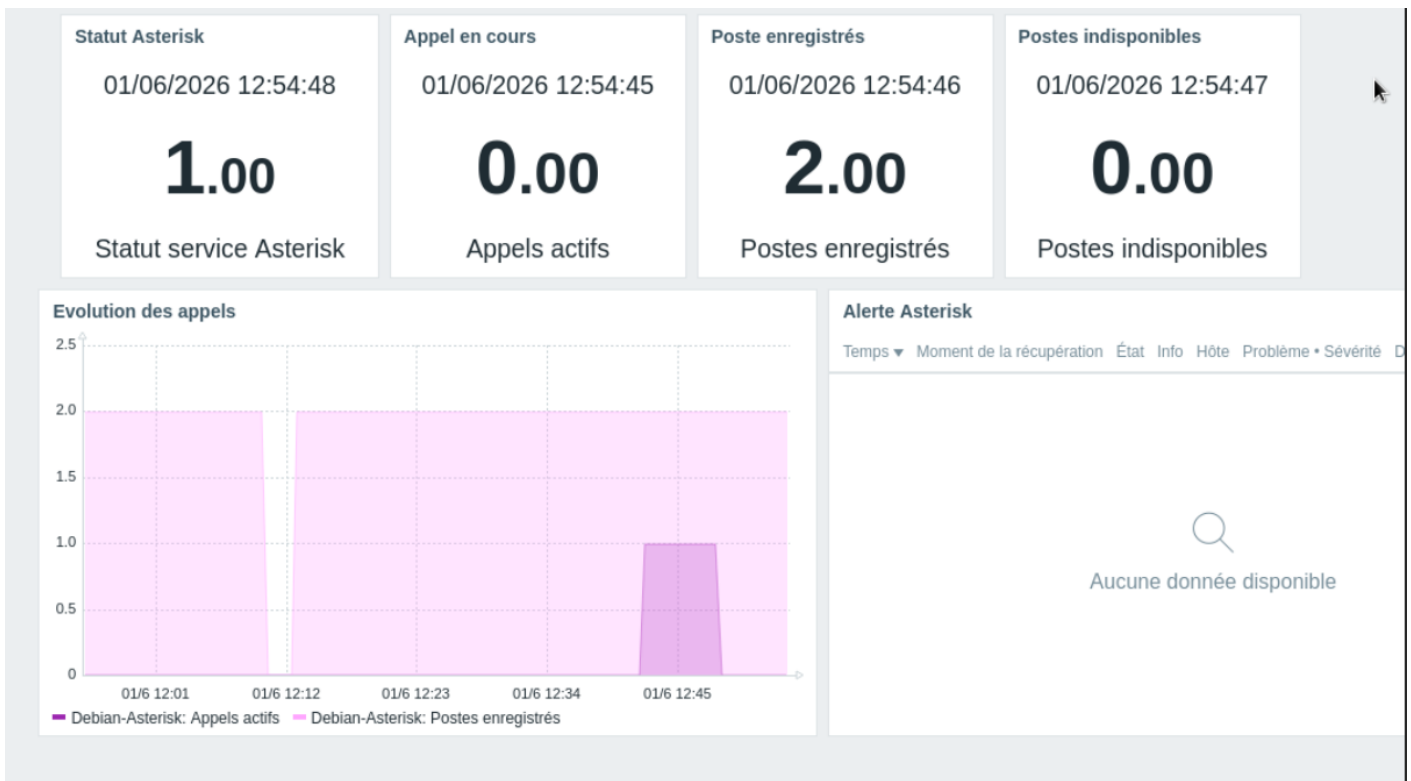 Statut Asterisk
01/06/2026 12:54:48
1.00
Statut service Asterisk
Appel en cours
01/06/2026 12:54:45
0.00
Appels actifs
Poste enregistrés
01/06/2026 12:54:46
2.00
Postes enregistrés
Postes indisponibles
01/06/2026 12:54:47
0.00
Postes indisponibles
Evolution des appels
2.5
2.0
1.5
1.0
0.5
0
01/6 12:01 01/6 12:12 01/6 12:23 01/6 12:34 01/6 12:45
Debian-Asterisk: Appels actifs Debian-Asterisk: Postes enregistrés
Alerte Asterisk
Temps Moment de la récupération État Info Hôte Problème • Sévérité
Aucune donnée disponible